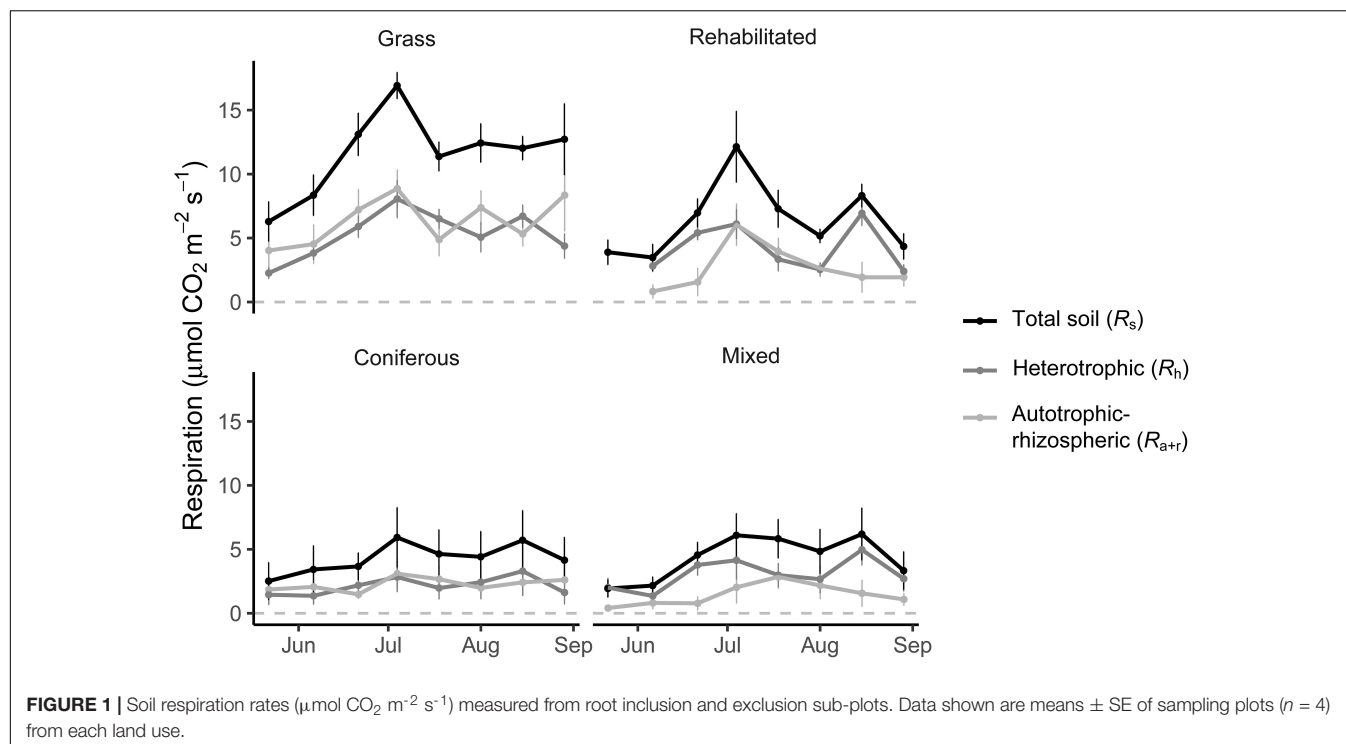 Grass
Rehabilitated
15
10
5
0
Coniferous
Mixed
15
10
5
0
Jun Jul Aug Sep
Jun Jul Aug Sep
Respiration (μmol CO₂ m⁻² s⁻¹)
Total soil (Rₛ)
Heterotrophic (Rₕ)
Autotrophic-
rhizospheric (Rₐ₊ᵣ)
FIGURE 1 | Soil respiration rates (μmol CO₂ m⁻² s⁻¹) measured from root inclusion and exclusion sub-plots. Data shown are means ± SE of sampling plots (n = 4)
from each land use.